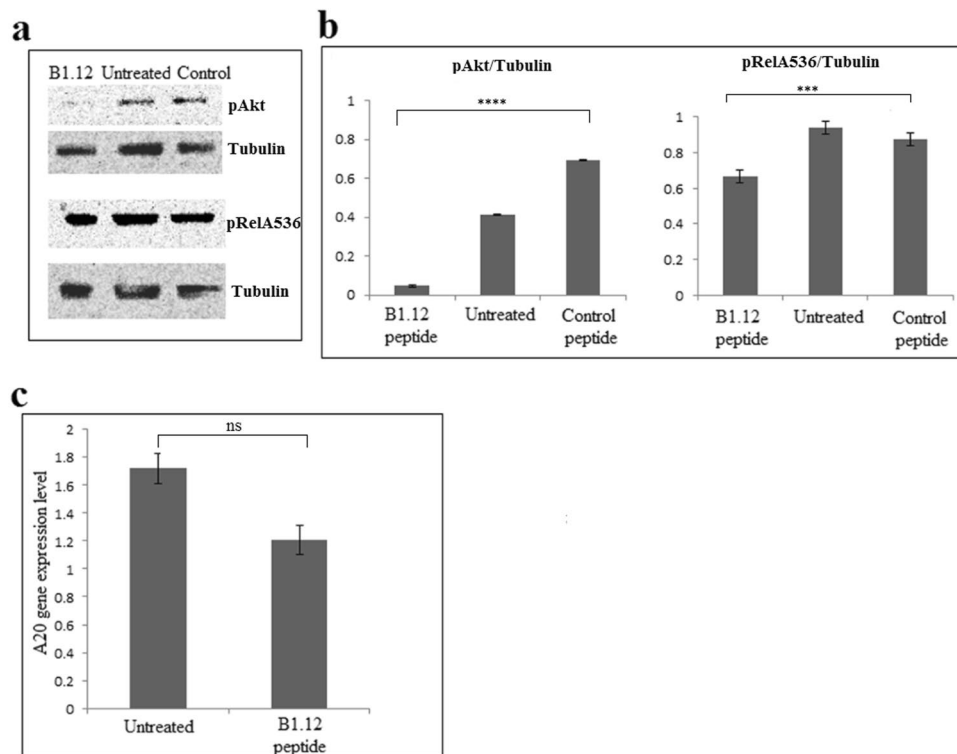 a
B1.12 Untreated Control
pAkt
Tubulin
pRelA536
Tubulin
b
pAkt/Tubulin
****
1
0.8
0.6
0.4
0.2
0
B1.12 peptide
Untreated
Control peptide
pRelA536/Tubulin
***
1
0.8
0.6
0.4
0.2
0
B1.12 peptide
Untreated
Control peptide
c
ns
A20 gene expression level
2
1.8
1.6
1.4
1.2
1
0.8
0.6
0.4
0.2
0
Untreated
B1.12 peptide